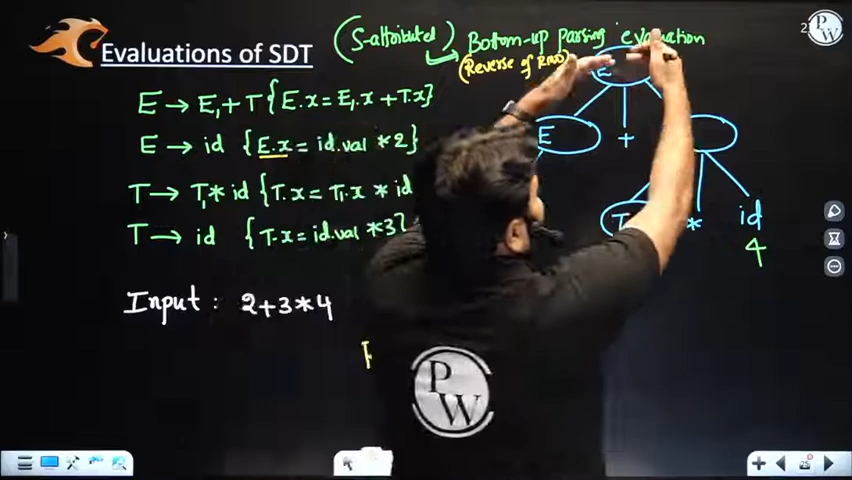 (S-attributed) Bottom-up parsing evaluation
(Reverse of RMD)
Evaluations of SDT
E → E₁ + T {E.x = E₁.x + T.x}
E → id {E.x = id.val *2}
T → T₁ * id {T.x = T₁.x * id
T → id {T.x = id.val *3}
Input : 2+3*4
E
E +
T * id
4
PW
PW